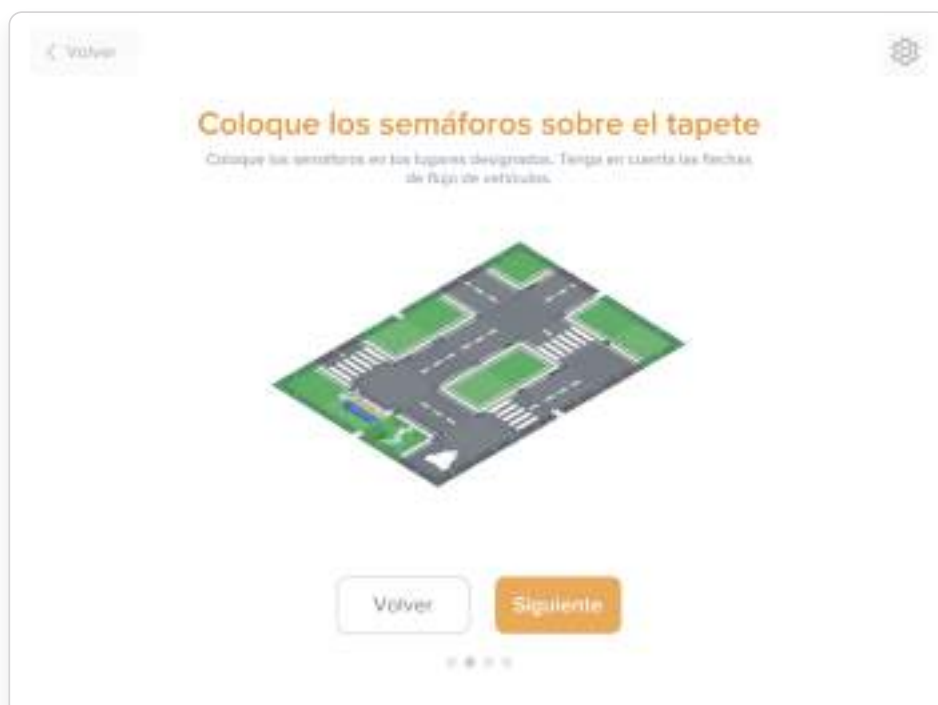 Volver
Coloque los semáforos sobre el tapete
Coloque los semáforos en los lugares designados. Tenga en cuenta las flechas
de flujo de vehículos.
Volver
Siguiente